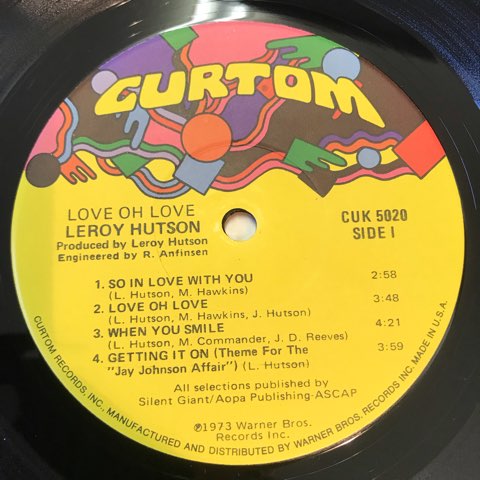 CURTOM
LOVE OH LOVE
LEROY HUTSON
Produced by Leroy Hutson
Engineered by R. Anfinsen
CUK 5020
SIDE I
1. SO IN LOVE WITH YOU 2:58
(L. Hutson, M. Hawkins)
2. LOVE OH LOVE 3:48
(L. Hutson, M. Hawkins, J. Hutson)
3. WHEN YOU SMILE 4:21
(L. Hutson, M. Commander, J. D. Reeves)
4. GETTING IT ON (Theme For The 3:59
"Jay Johnson Affair") (L. Hutson)
All selections published by
Silent Giant/Aopa Publishing-ASCAP
℗1973 Warner Bros.
Records Inc.
CURTOM RECORDS, INC., MANUFACTURED AND DISTRIBUTED BY WARNER BROS. RECORDS INC. MADE IN U.S.A.